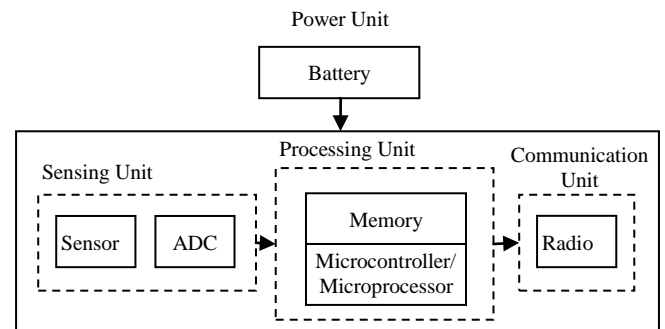 Power Unit
Battery
Sensing Unit
Processing Unit
Communication
Unit
Sensor
ADC
Memory
Microcontroller/
Microprocessor
Radio